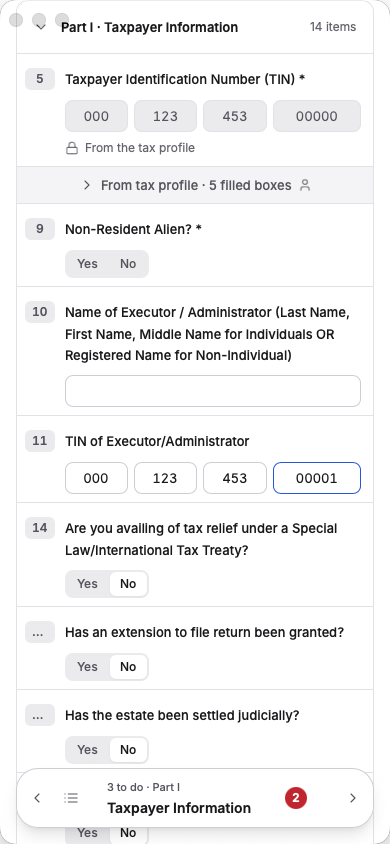 Part I · Taxpayer Information
14 items
5
Taxpayer Identification Number (TIN) *
000 123 453 00000
From the tax profile
From tax profile · 5 filled boxes
9
Non-Resident Alien? *
Yes No
10
Name of Executor / Administrator (Last Name,
First Name, Middle Name for Individuals OR
Registered Name for Non-Individual)
11
TIN of Executor/Administrator
000 123 453 00001
14
Are you availing of tax relief under a Special
Law/International Tax Treaty?
Yes No
...
Has an extension to file return been granted?
Yes No
...
Has the estate been settled judicially?
Yes No
3 to do · Part I
Taxpayer Information
2
Yes No